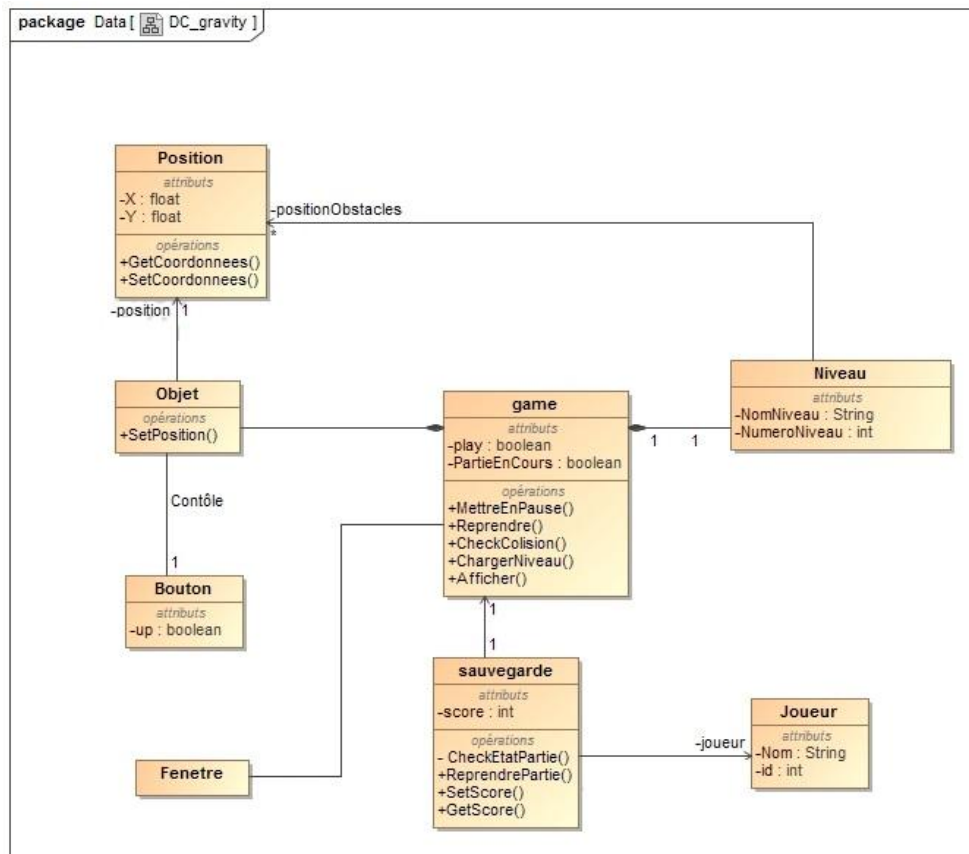 package Data [ DC_gravity ]
Position
attributs
-X : float
-Y : float
opérations
+GetCoordonnees()
+SetCoordonnees()
-positionObstacles
*
-position
1
Objet
opérations
+SetPosition()
game
attributs
-play : boolean
-PartieEnCours : boolean
opérations
+MettreEnPause()
+Reprendre()
+CheckColision()
+ChargerNiveau()
+Afficher()
1
1
Niveau
attributs
-NomNiveau : String
-NumeroNiveau : int
Contôle
1
Bouton
attributs
-up : boolean
1
1
sauvegarde
attributs
-score : int
opérations
- CheckEtatPartie()
+ReprendrePartie()
+SetScore()
+GetScore()
-joueur
Joueur
attributs
-Nom : String
-id : int
Fenetre